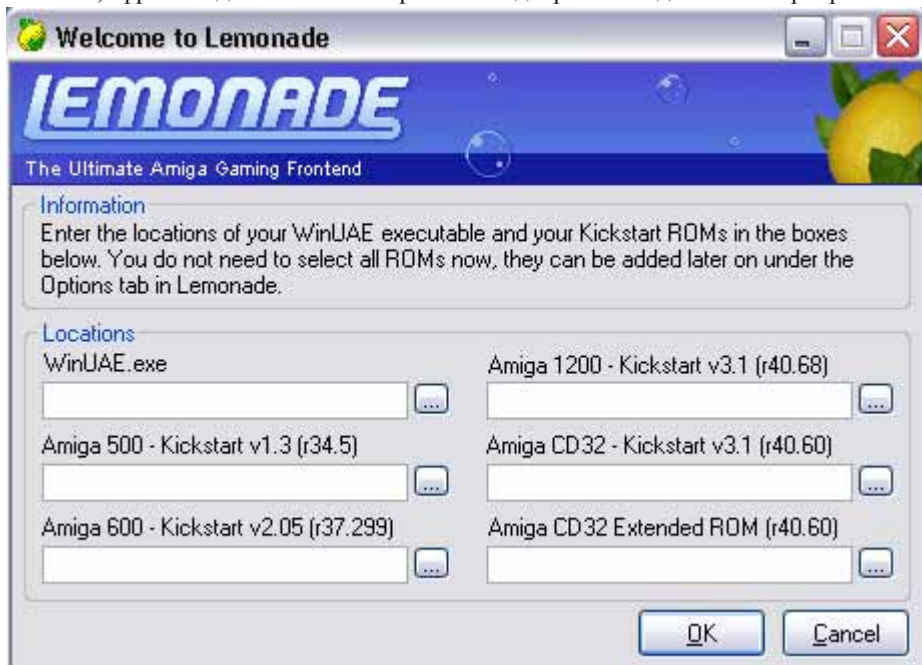 Welcome to Lemonade
LEMONADE
The Ultimate Amiga Gaming Frontend
Information
Enter the locations of your WinUAE executable and your Kickstart ROMs in the boxes
below. You do not need to select all ROMs now, they can be added later on under the
Options tab in Lemonade.
Locations
WinUAE.exe
...
Amiga 500 - Kickstart v1.3 (r34.5)
...
Amiga 600 - Kickstart v2.05 (r37.299)
...
Amiga 1200 - Kickstart v3.1 (r40.68)
...
Amiga CD32 - Kickstart v3.1 (r40.60)
...
Amiga CD32 Extended ROM (r40.60)
...
OK
Cancel